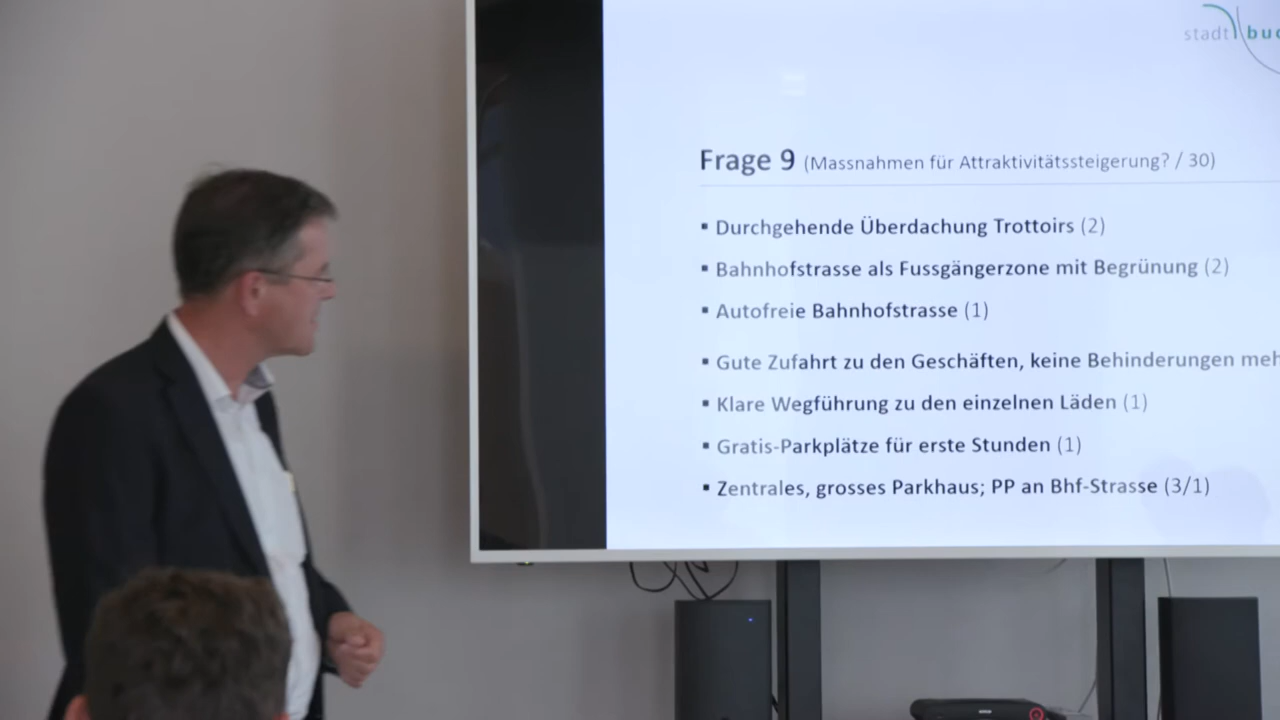 stadt
Frage 9 (Massnahmen für Attraktivitätssteigerung? / 30)
▪ Durchgehende Überdachung Trottoirs (2)
▪ Bahnhofstrasse als Fussgängerzone mit Begrünung (2)
▪ Autofreie Bahnhofstrasse (1)
▪ Gute Zufahrt zu den Geschäften, keine Behinderungen meh
▪ Klare Wegführung zu den einzelnen Läden (1)
▪ Gratis-Parkplätze für erste Stunden (1)
▪ Zentrales, grosses Parkhaus; PP an Bhf-Strasse (3/1)